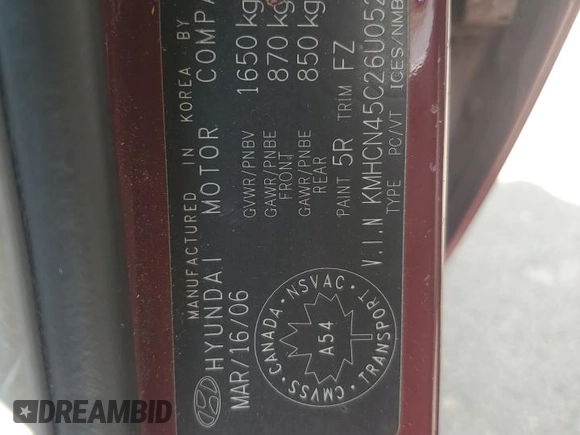 MANUFACTURED IN KOREA BY
HYUNDAI MOTOR COMPA
MAR/16/06
GVWR/PNBV 1650 kg
GAWR/PNBE FRONT 870 kg
GAWR/PNBE REAR 850 kg
PAINT 5R TRIM FZ
V.I.N KMHCN45C26U052
TYPE PC/VT ICES/NMB
CANADA • NSVAC • TRANSPORT • CMVSS •
A54
DREAMBID